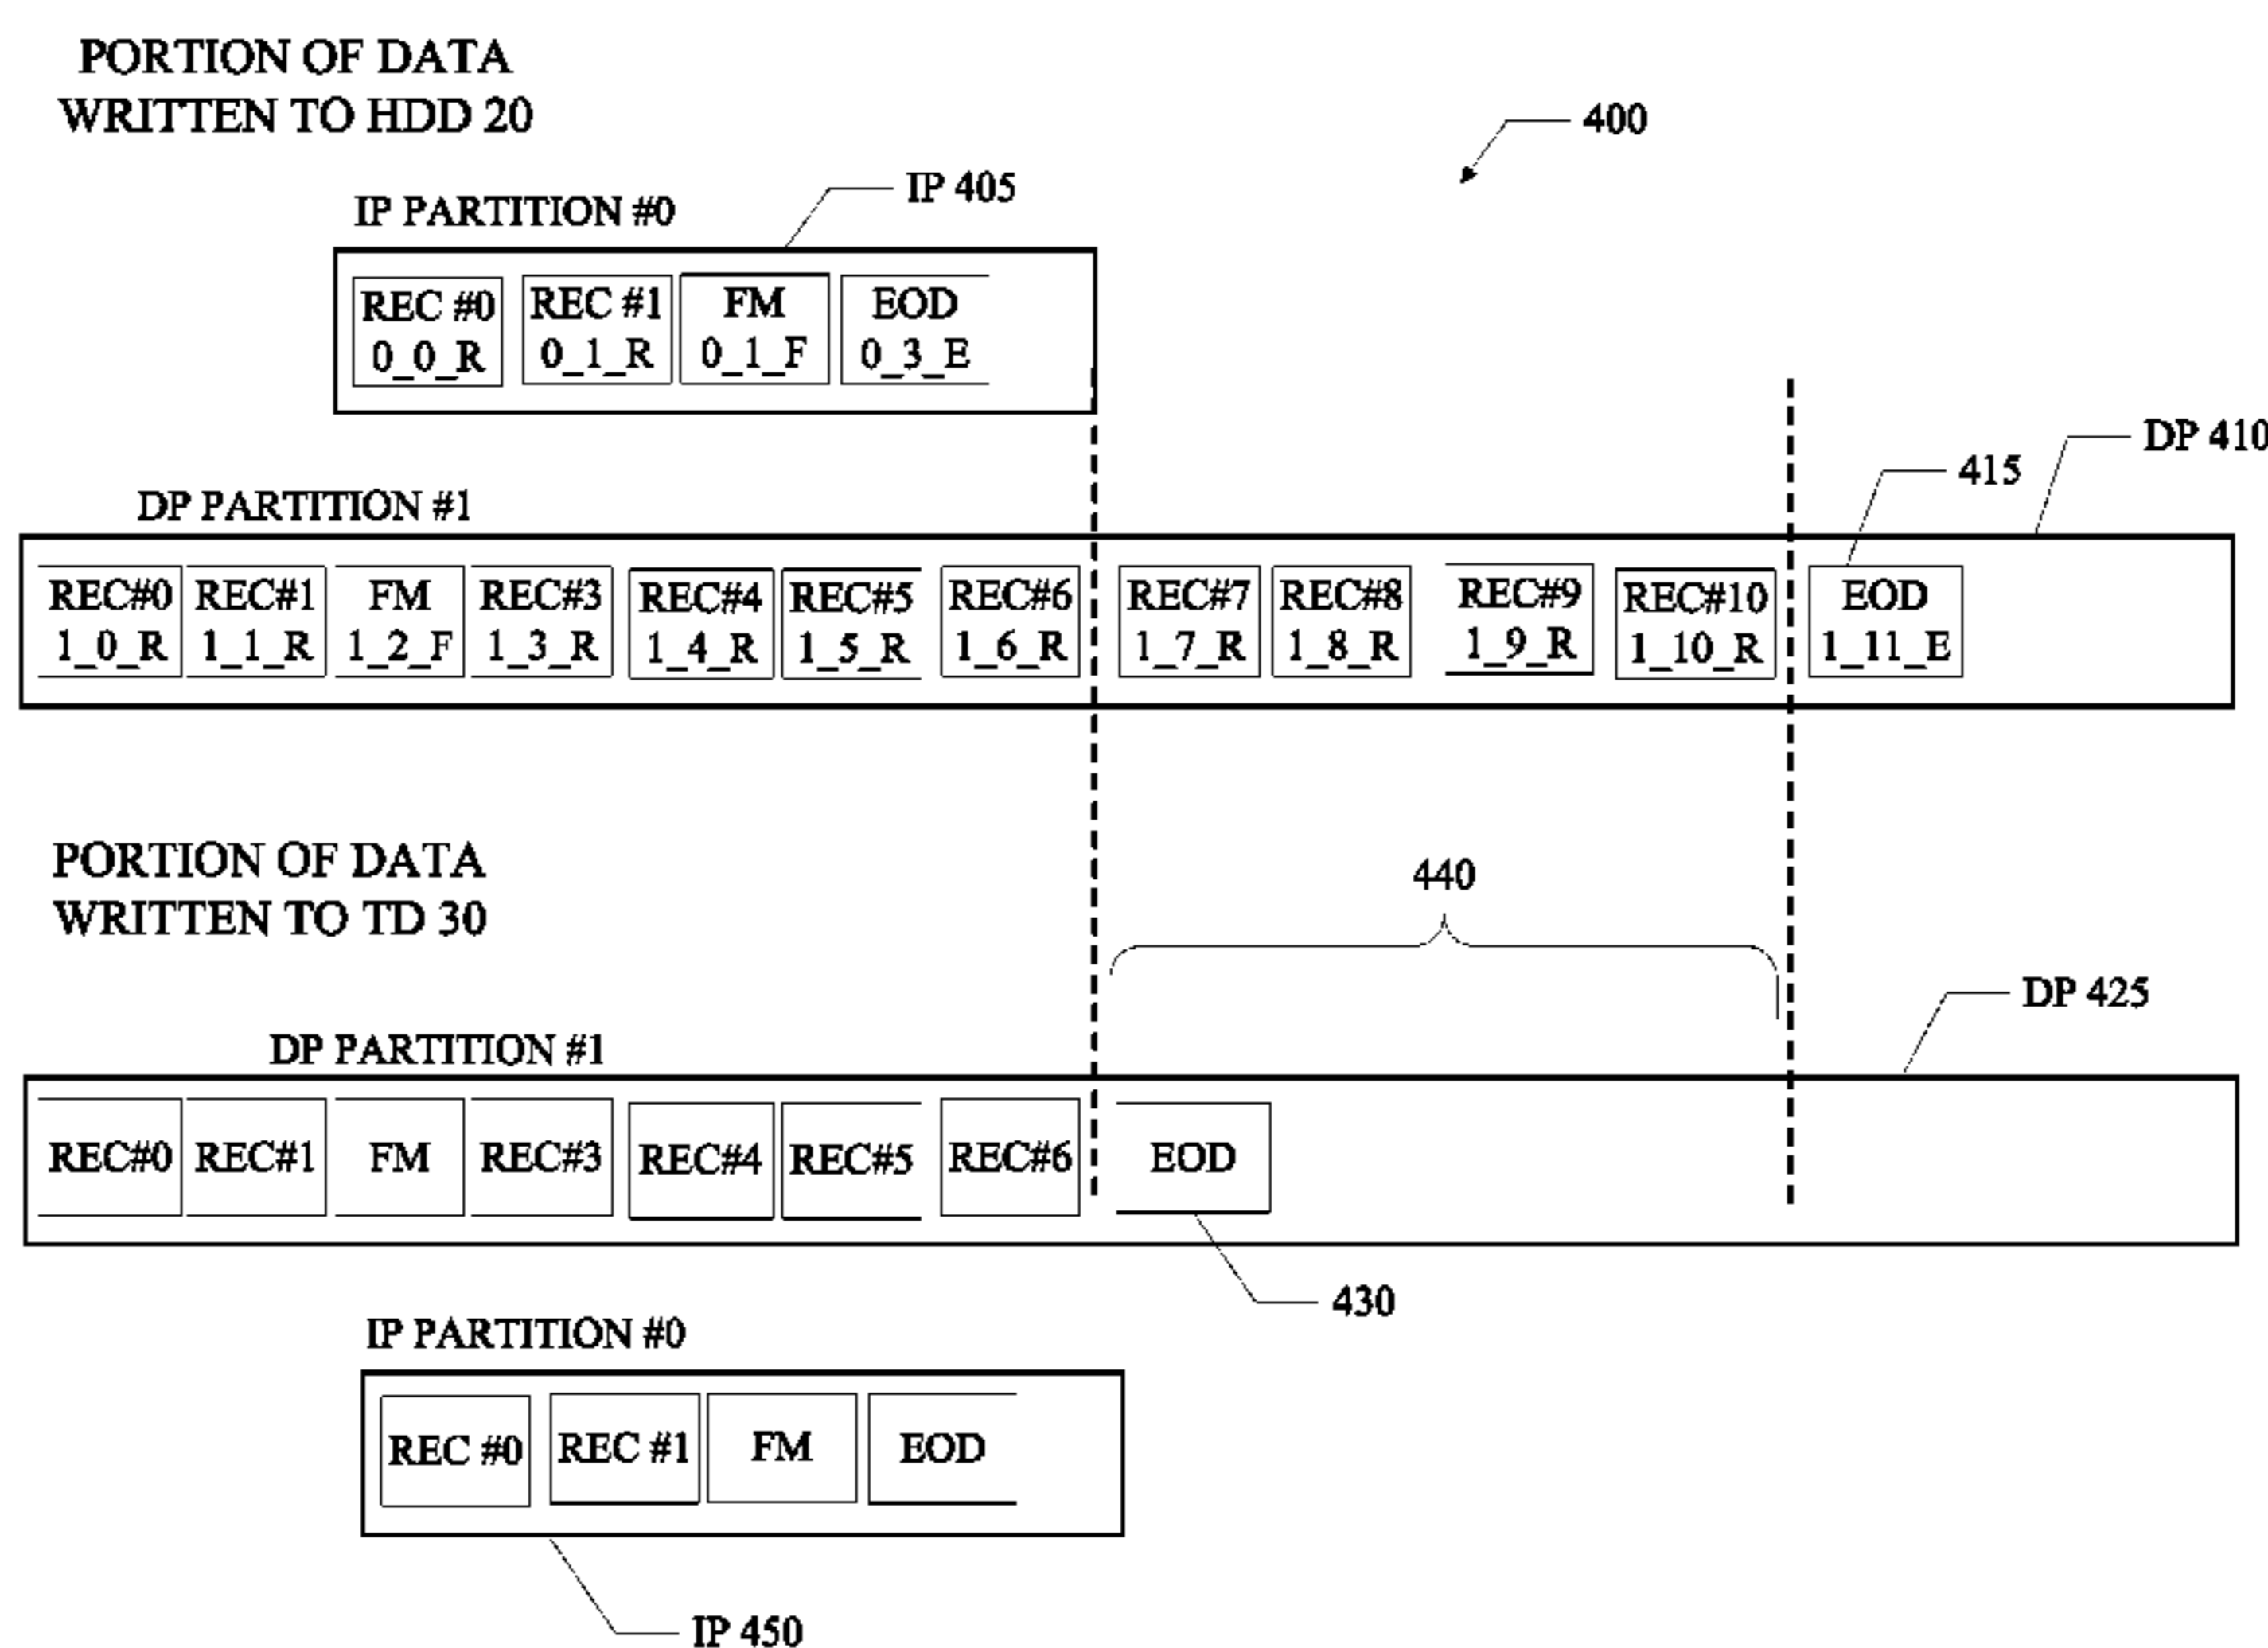 PORTION OF DATA
WRITTEN TO HDD 20
400
IP 405
IP PARTITION #0
REC #0 REC #1 FM EOD
0_0_R 0_1_R 0_1_F 0_3_E
DP 410
415
DP PARTITION #1
REC#0 REC#1 FM REC#3 REC#4 REC#5 REC#6 REC#7 REC#8 REC#9 REC#10 EOD
1_0_R 1_1_R 1_2_F 1_3_R 1_4_R 1_5_R 1_6_R 1_7_R 1_8_R 1_9_R 1_10_R 1_11_E
PORTION OF DATA
WRITTEN TO TD 30
440
DP 425
DP PARTITION #1
REC#0 REC#1 FM REC#3 REC#4 REC#5 REC#6 EOD
430
IP PARTITION #0
REC #0 REC #1 FM EOD
IP 450